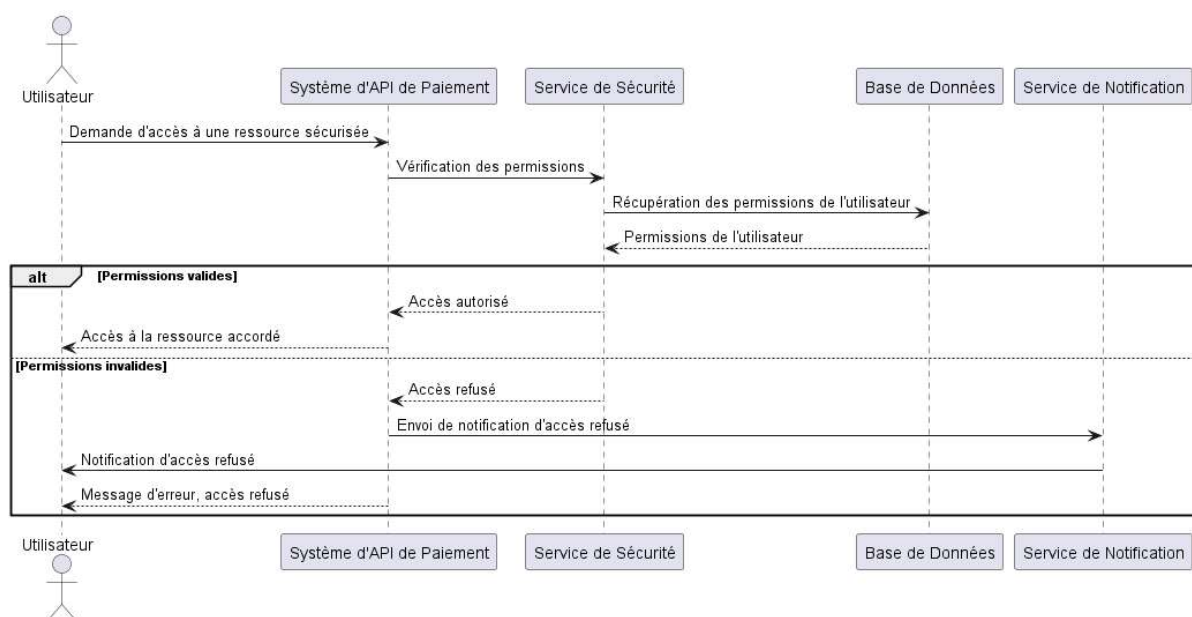 Utilisateur
Système d'API de Paiement
Service de Sécurité
Base de Données
Service de Notification
Demande d'accès à une ressource sécurisée
Vérification des permissions
Récupération des permissions de l'utilisateur
Permissions de l'utilisateur
alt [Permissions valides]
Accès autorisé
Accès à la ressource accordé
[Permissions invalides]
Accès refusé
Envoi de notification d'accès refusé
Notification d'accès refusé
Message d'erreur, accès refusé
Utilisateur
Système d'API de Paiement
Service de Sécurité
Base de Données
Service de Notification